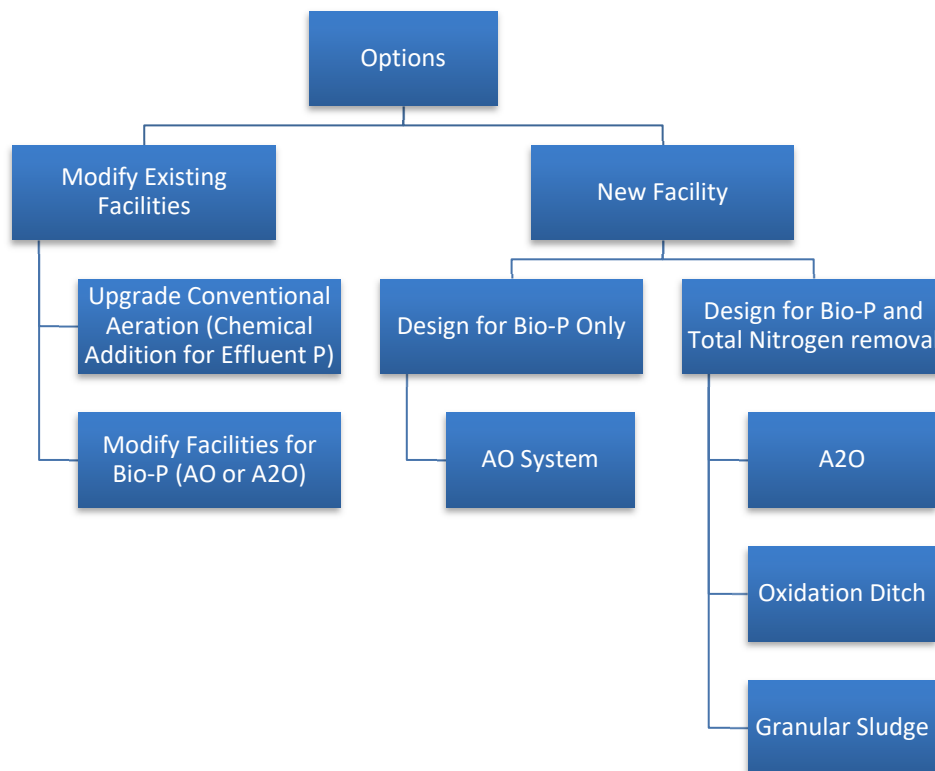 Options
Modify Existing
Facilities
New Facility
Upgrade Conventional
Aeration (Chemical
Addition for Effluent P)
Design for Bio-P Only
Design for Bio-P and
Total Nitrogen removal
Modify Facilities for
Bio-P (AO or A2O)
AO System
A2O
Oxidation Ditch
Granular Sludge